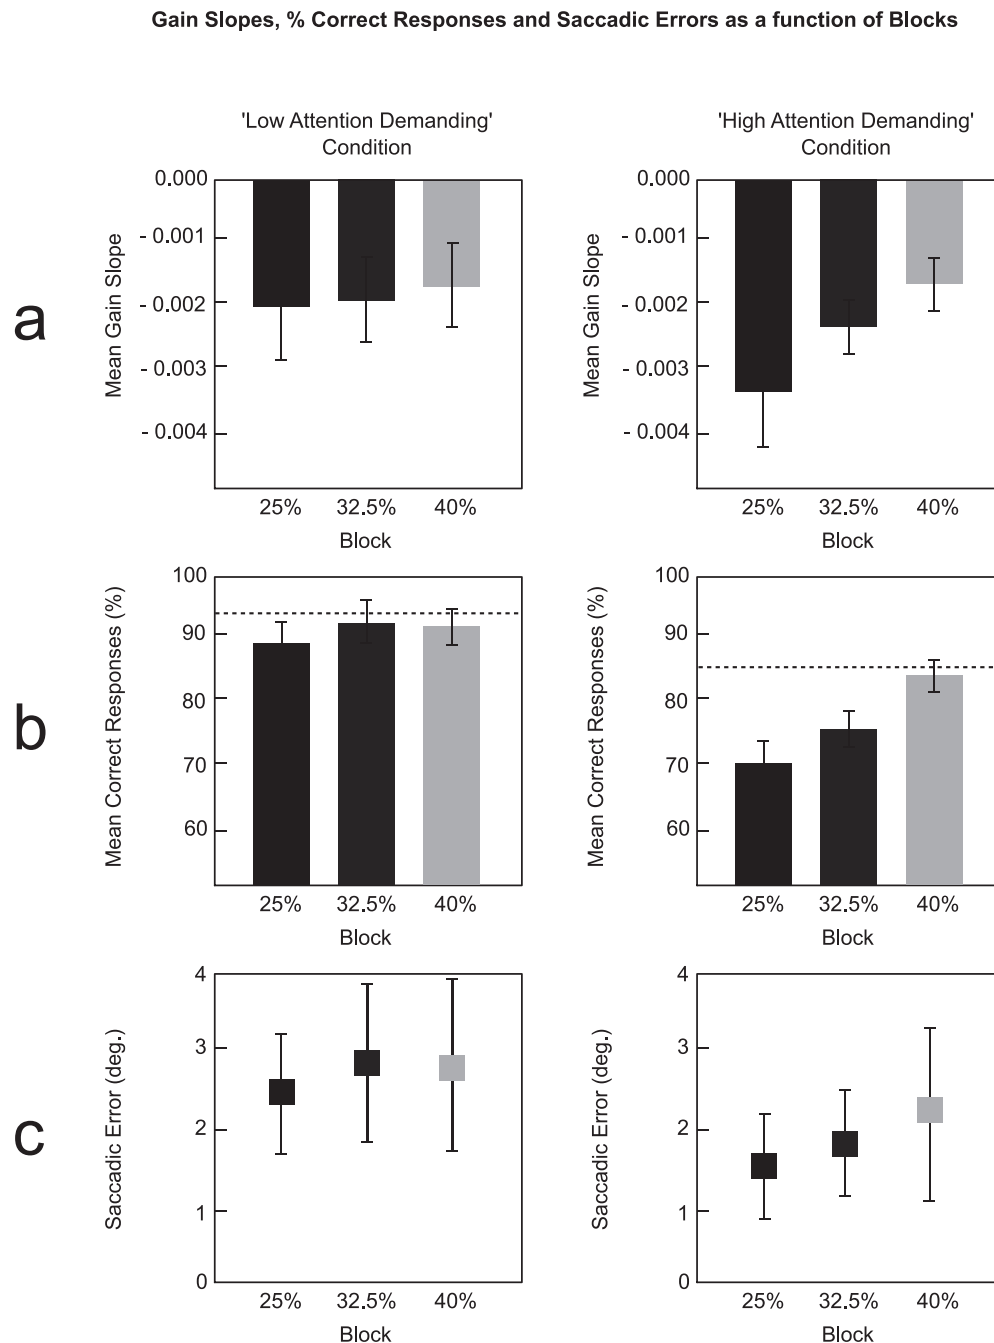 Gain Slopes, % Correct Responses and Saccadic Errors as a function of Blocks
'Low Attention Demanding'
Condition
'High Attention Demanding'
Condition
a
Mean Gain Slope
0.000
- 0.001
- 0.002
- 0.003
- 0.004
25% 32.5% 40%
Block
Mean Gain Slope
0.000
- 0.001
- 0.002
- 0.003
- 0.004
25% 32.5% 40%
Block
b
Mean Correct Responses (%)
100
90
80
70
60
25% 32.5% 40%
Block
Mean Correct Responses (%)
100
90
80
70
60
25% 32.5% 40%
Block
c
Saccadic Error (deg.)
4
3
2
1
0
25% 32.5% 40%
Block
Saccadic Error (deg.)
4
3
2
1
0
25% 32.5% 40%
Block